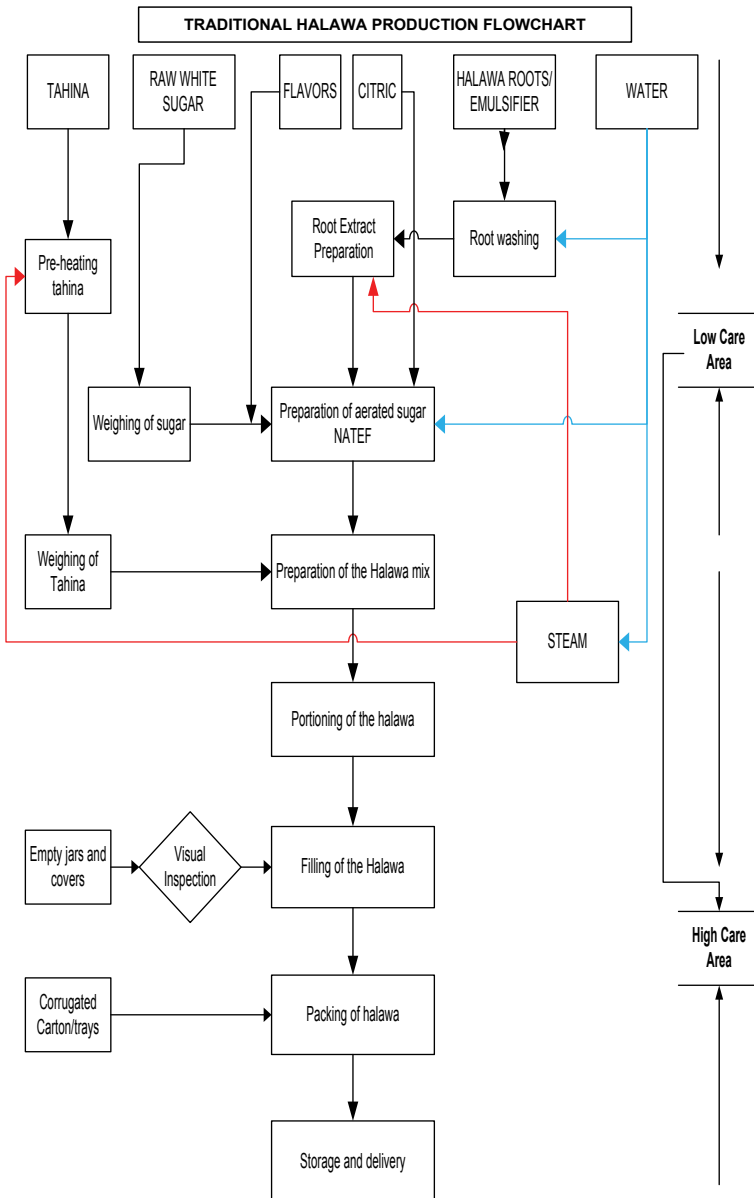 TRADITIONAL HALAWA PRODUCTION FLOWCHART
TAHINA
RAW WHITE
SUGAR
FLAVORS
CITRIC
HALAWA ROOTS/
EMULSIFIER
WATER
Root Extract
Preparation
Root washing
Pre-heating
tahina
Low Care
Area
Weighing of sugar
Preparation of aerated sugar
NATEF
Weighing of
Tahina
Preparation of the Halawa mix
STEAM
Portioning of the halawa
Empty jars and
covers
Visual
Inspection
Filling of the Halawa
High Care
Area
Corrugated
Carton/trays
Packing of halawa
Storage and delivery